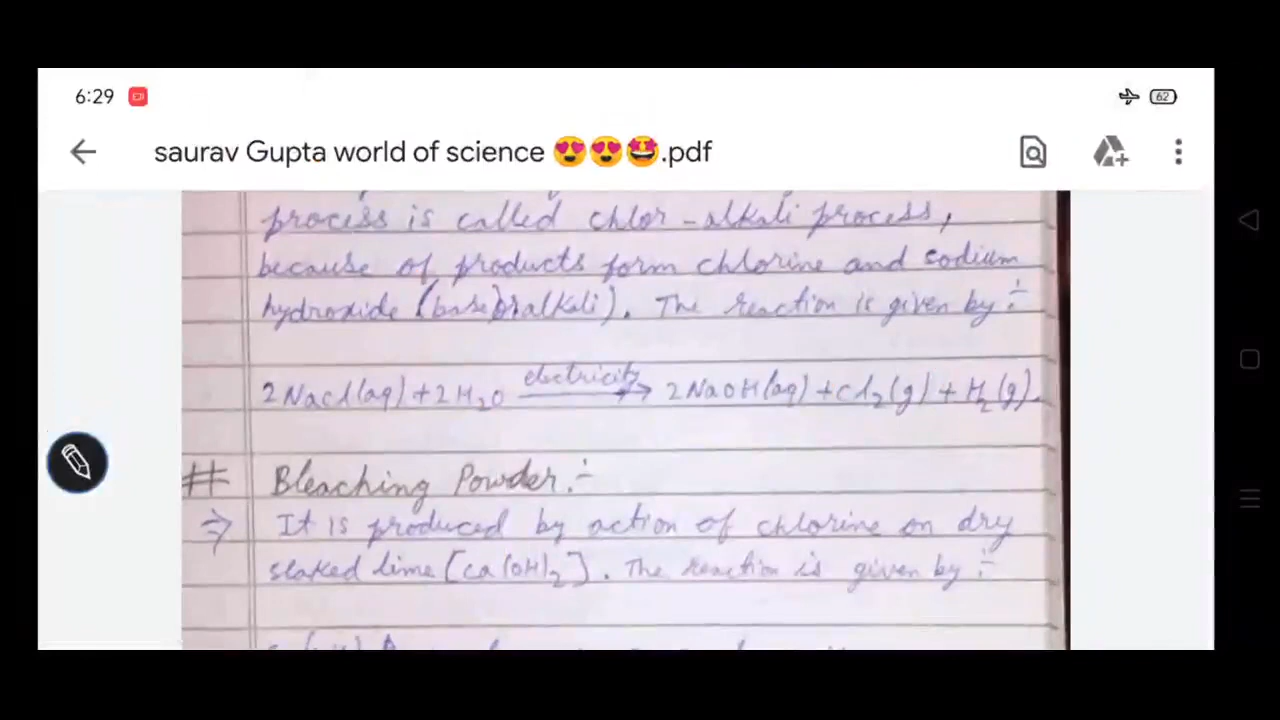 6:29
62
saurav Gupta world of science 😍😍🤩.pdf
process is called chlor-alkali process,
because of products form chlorine and sodium
hydroxide (base) or alkali). The reaction is given by :-
2NaCl(aq) + 2H₂O electricity → 2NaOH(aq) + Cl₂(g) + H₂(g).
# Bleaching Powder :-
⇒ It is produced by action of chlorine on dry
slaked lime [Ca(OH)₂]. The reaction is given by :-